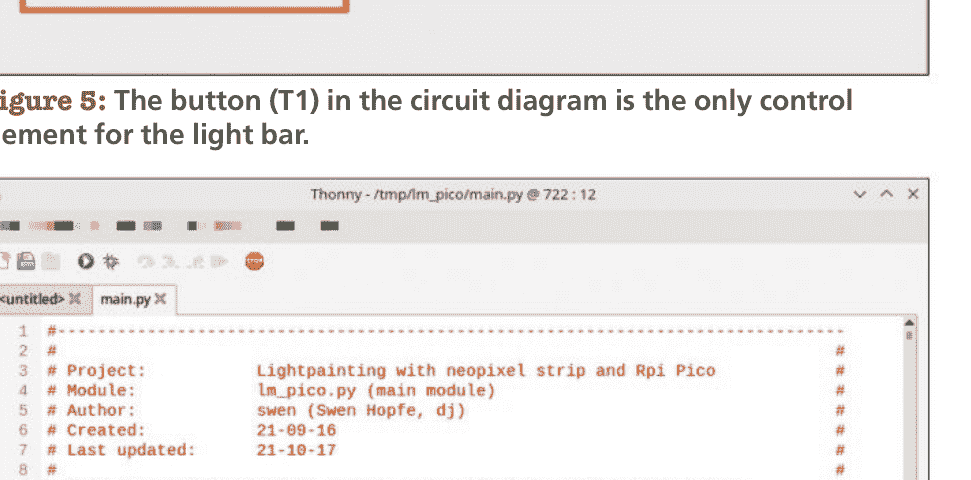 igure 5: The button (T1) in the circuit diagram is the only control
ement for the light bar.
Thonny - /tmp/lm_pico/main.py @ 722 : 12
STOP
<untitled> main.py
1 #-------------------------------------------------------------------------------
2 # #
3 # Project: Lightpainting with neopixel strip and Rpi Pico #
4 # Module: lm_pico.py (main module) #
5 # Author: swen (Swen Hopfe, dj) #
6 # Created: 21-09-16 #
7 # Last updated: 21-10-17 #
8 # #